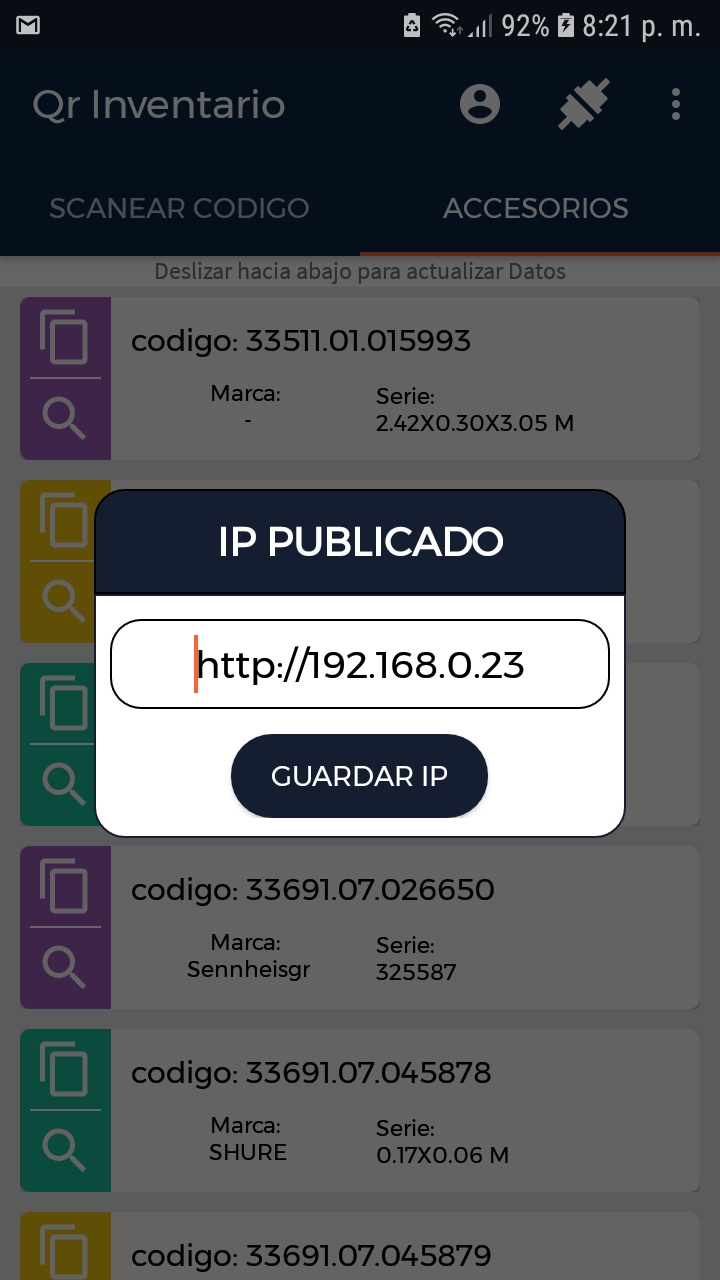 92% 8:21 p. m.
Qr Inventario
SCANEAR CODIGO
ACCESORIOS
Deslizar hacia abajo para actualizar Datos
codigo: 33511.01.015993
Marca:
-
Serie:
2.42X0.30X3.05 M
IP PUBLICADO
http://192.168.0.23
GUARDAR IP
codigo: 33691.07.026650
Marca:
Sennheisgr
Serie:
325587
codigo: 33691.07.045878
Marca:
SHURE
Serie:
0.17X0.06 M
codigo: 33691.07.045879